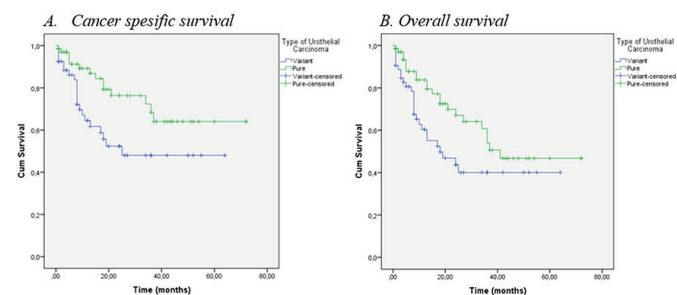 A. Cancer spesific survival
Type of Urothelial
Carcinoma
Variant
Pure
Variant-censored
Pure-censored
Cum Survival
1,0
0,8
0,6
0,4
0,2
0,0
,00
20,00
40,00
60,00
80,00
Time (months)
B. Overall survival
Type of Urothelial
Carcinoma
Variant
Pure
Variant-censored
Pure-censored
Cum Survival
1,0
0,8
0,6
0,4
0,2
0,0
,00
20,00
40,00
60,00
80,00
Time (months)